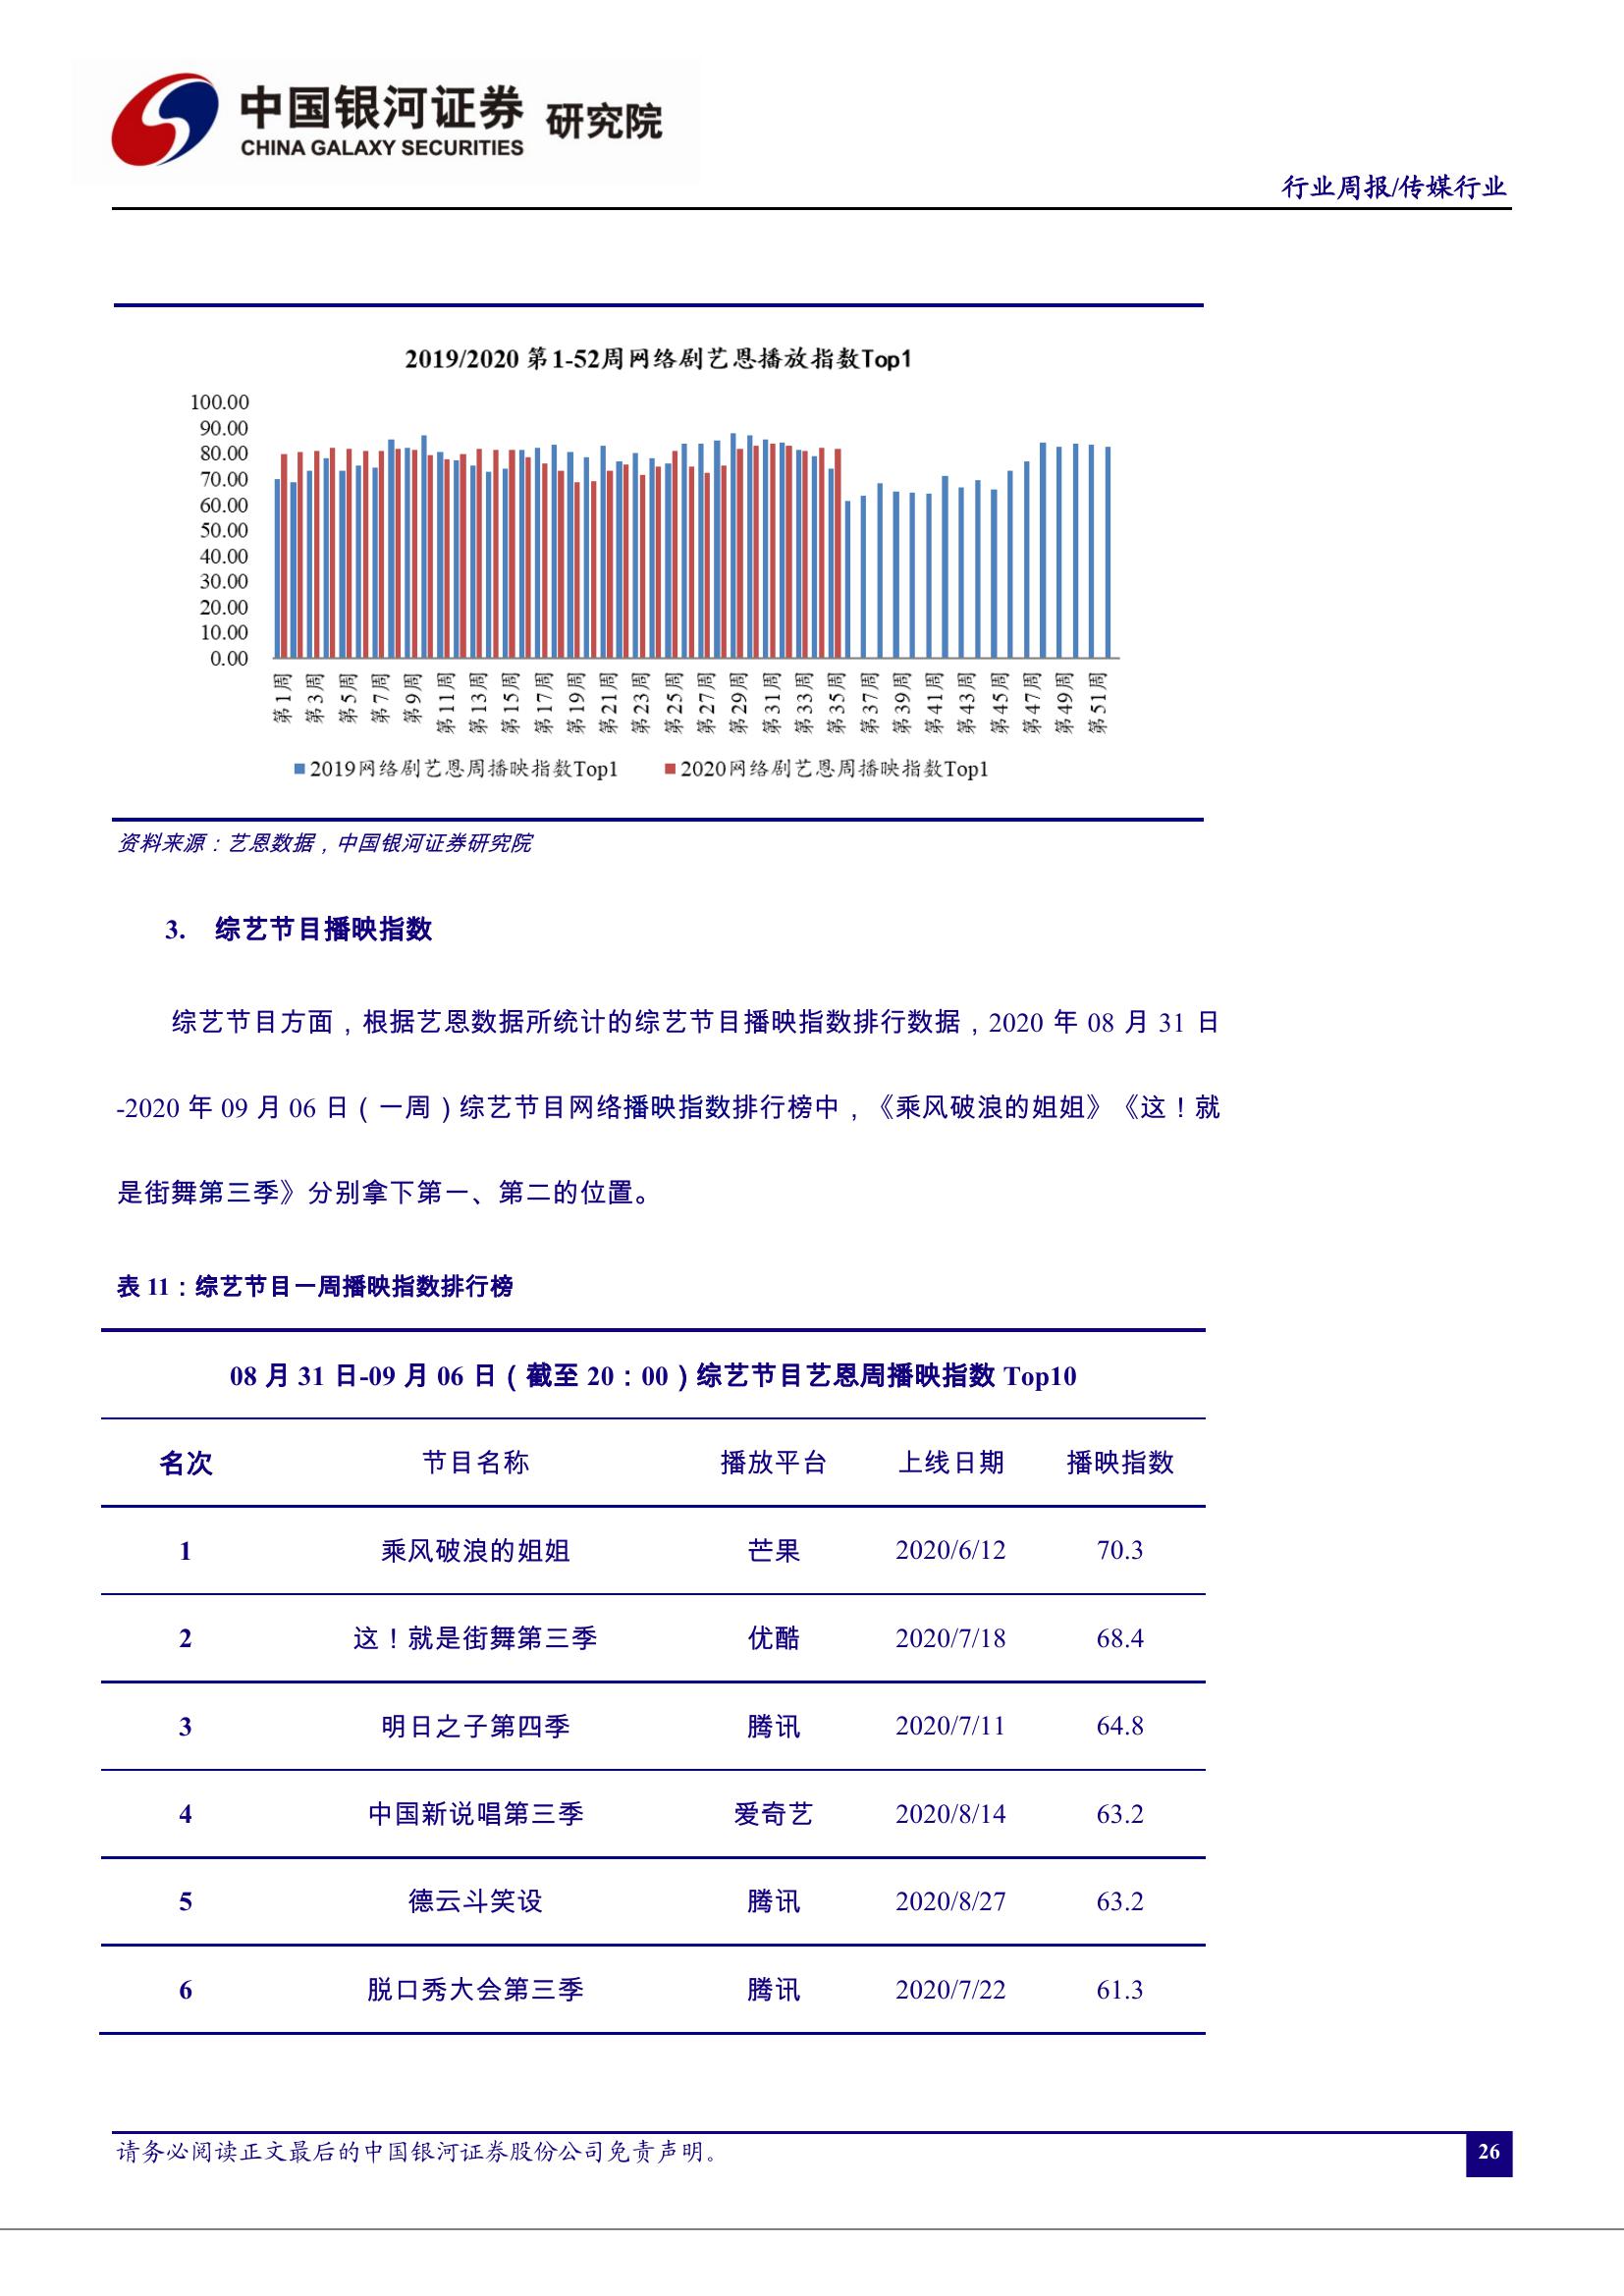 中国银河证券 研究院
CHINA GALAXY SECURITIES
行业周报/传媒行业
2019/2020 第1-52周网络剧艺恩播放指数Top1
100.00
90.00
80.00
70.00
60.00
50.00
40.00
30.00
20.00
10.00
0.00
第1周 第3周 第5周 第7周 第9周 第11周 第13周 第15周 第17周 第19周 第21周 第23周 第25周 第27周 第29周 第31周 第33周 第35周 第37周 第39周 第41周 第43周 第45周 第47周 第49周 第51周
2019网络剧艺恩周播映指数Top1 2020网络剧艺恩周播映指数Top1
资料来源：艺恩数据，中国银河证券研究院
3. 综艺节目播映指数
综艺节目方面，根据艺恩数据所统计的综艺节目播映指数排行数据，2020 年 08 月 31 日
-2020 年 09 月 06 日（一周）综艺节目网络播映指数排行榜中，《乘风破浪的姐姐》《这！就
是街舞第三季》分别拿下第一、第二的位置。
表 11：综艺节目一周播映指数排行榜
08 月 31 日-09 月 06 日（截至 20：00）综艺节目艺恩周播映指数 Top10
名次 节目名称 播放平台 上线日期 播映指数
1 乘风破浪的姐姐 芒果 2020/6/12 70.3
2 这！就是街舞第三季 优酷 2020/7/18 68.4
3 明日之子第四季 腾讯 2020/7/11 64.8
4 中国新说唱第三季 爱奇艺 2020/8/14 63.2
5 德云斗笑设 腾讯 2020/8/27 63.2
6 脱口秀大会第三季 腾讯 2020/7/22 61.3
请务必阅读正文最后的中国银河证券股份公司免责声明。
26